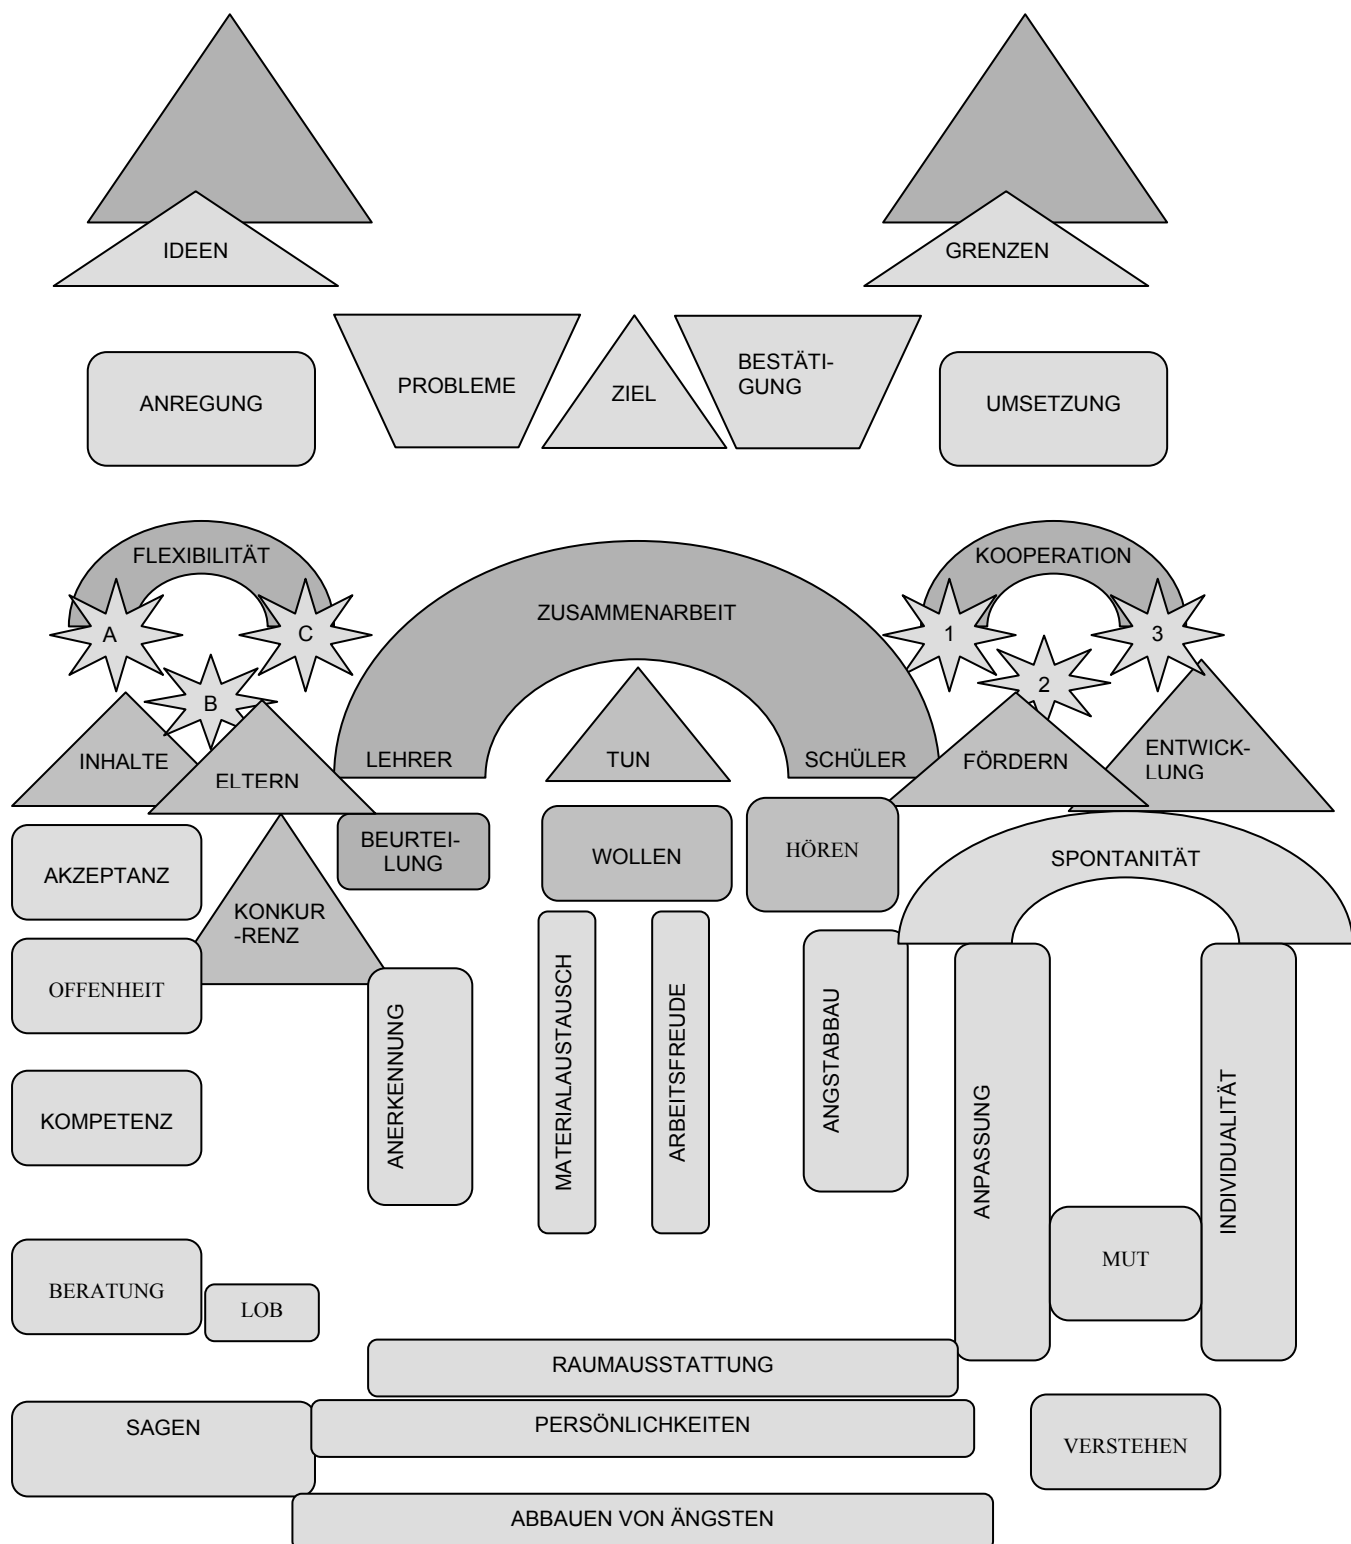 IDEEN
GRENZEN
PROBLEME
ZIEL
BESTÄTI-
GUNG
ANREGUNG
UMSETZUNG
FLEXIBILITÄT
KOOPERATION
ZUSAMMENARBEIT
A
C
B
1
3
2
INHALTE
ELTERN
LEHRER
TUN
SCHÜLER
FÖRDERN
ENTWICK-
LUNG
BEURTEI-
LUNG
WOLLEN
HÖREN
SPONTANITÄT
AKZEPTANZ
KONKUR
-RENZ
OFFENHEIT
KOMPETENZ
ANERKENNUNG
MATERIALAUSTAUSCH
ARBEITSFREUDE
ANGSTABBAU
ANPASSUNG
INDIVIDUALITÄT
MUT
BERATUNG
LOB
RAUMAUSSTATTUNG
SAGEN
PERSÖNLICHKEITEN
VERSTEHEN
ABBAUEN VON ÄNGSTEN